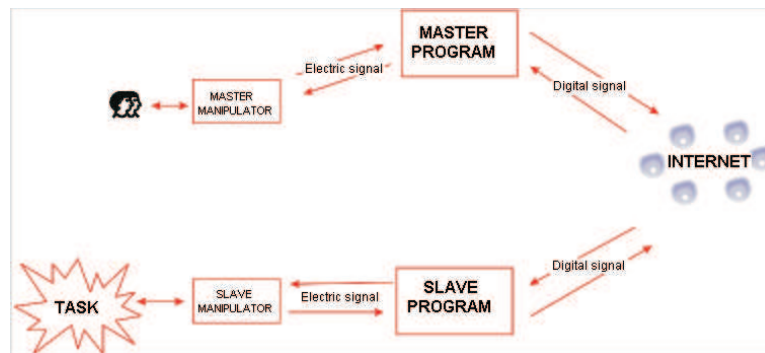 MASTER
PROGRAM
Electric signal
MASTER
MANIPULATOR
Digital signal
INTERNET
Digital signal
SLAVE
PROGRAM
SLAVE
MANIPULATOR
Electric signal
TASK